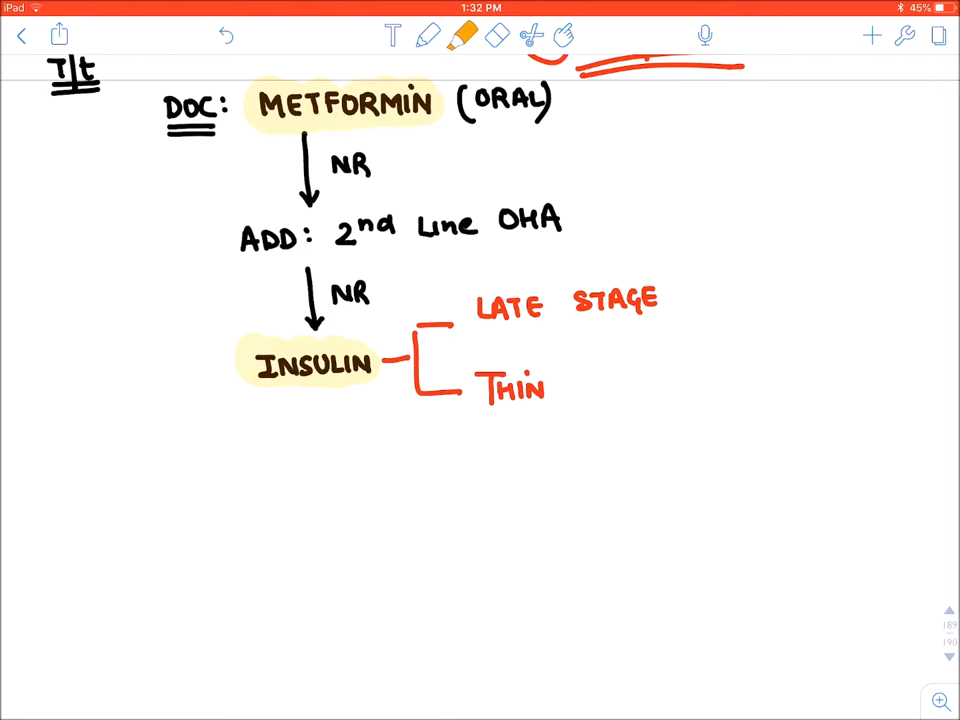 iPad 1:32 PM 45%
T
T/t
DOC: METFORMIN (ORAL)
NR
ADD: 2nd Line OHA
NR
LATE STAGE
INSULIN
THIN
189
190